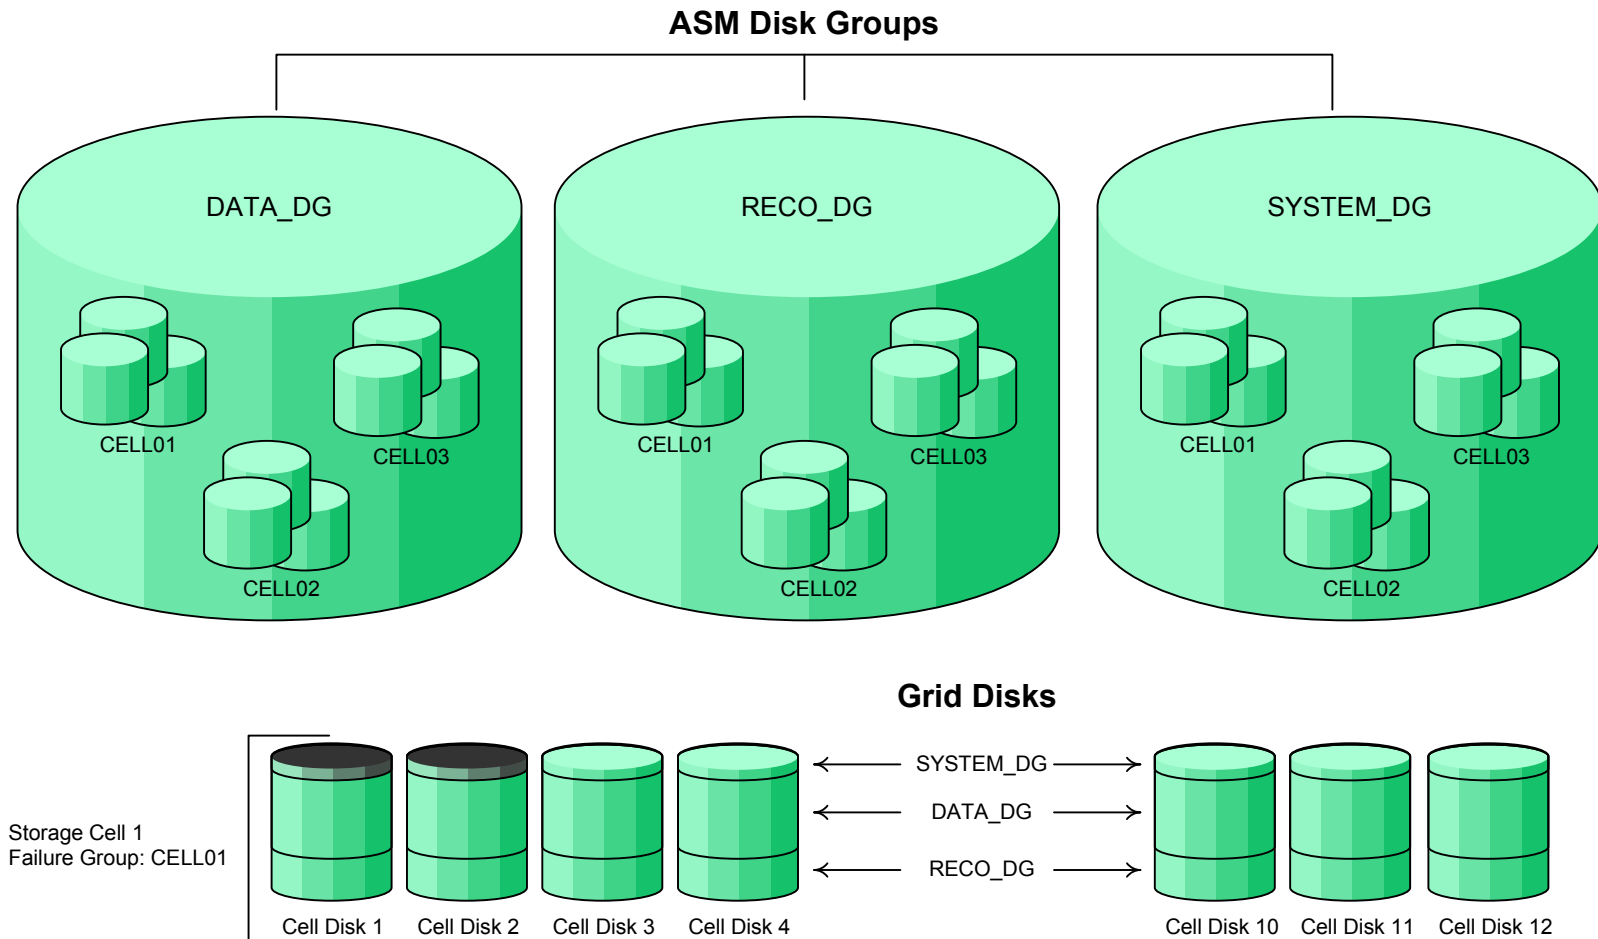 ASM Disk Groups
DATA_DG
RECO_DG
SYSTEM_DG
CELL01
CELL03
CELL02
CELL01
CELL03
CELL02
CELL01
CELL03
CELL02
Grid Disks
Storage Cell 1
Failure Group: CELL01
SYSTEM_DG
DATA_DG
RECO_DG
Cell Disk 1
Cell Disk 2
Cell Disk 3
Cell Disk 4
Cell Disk 10
Cell Disk 11
Cell Disk 12